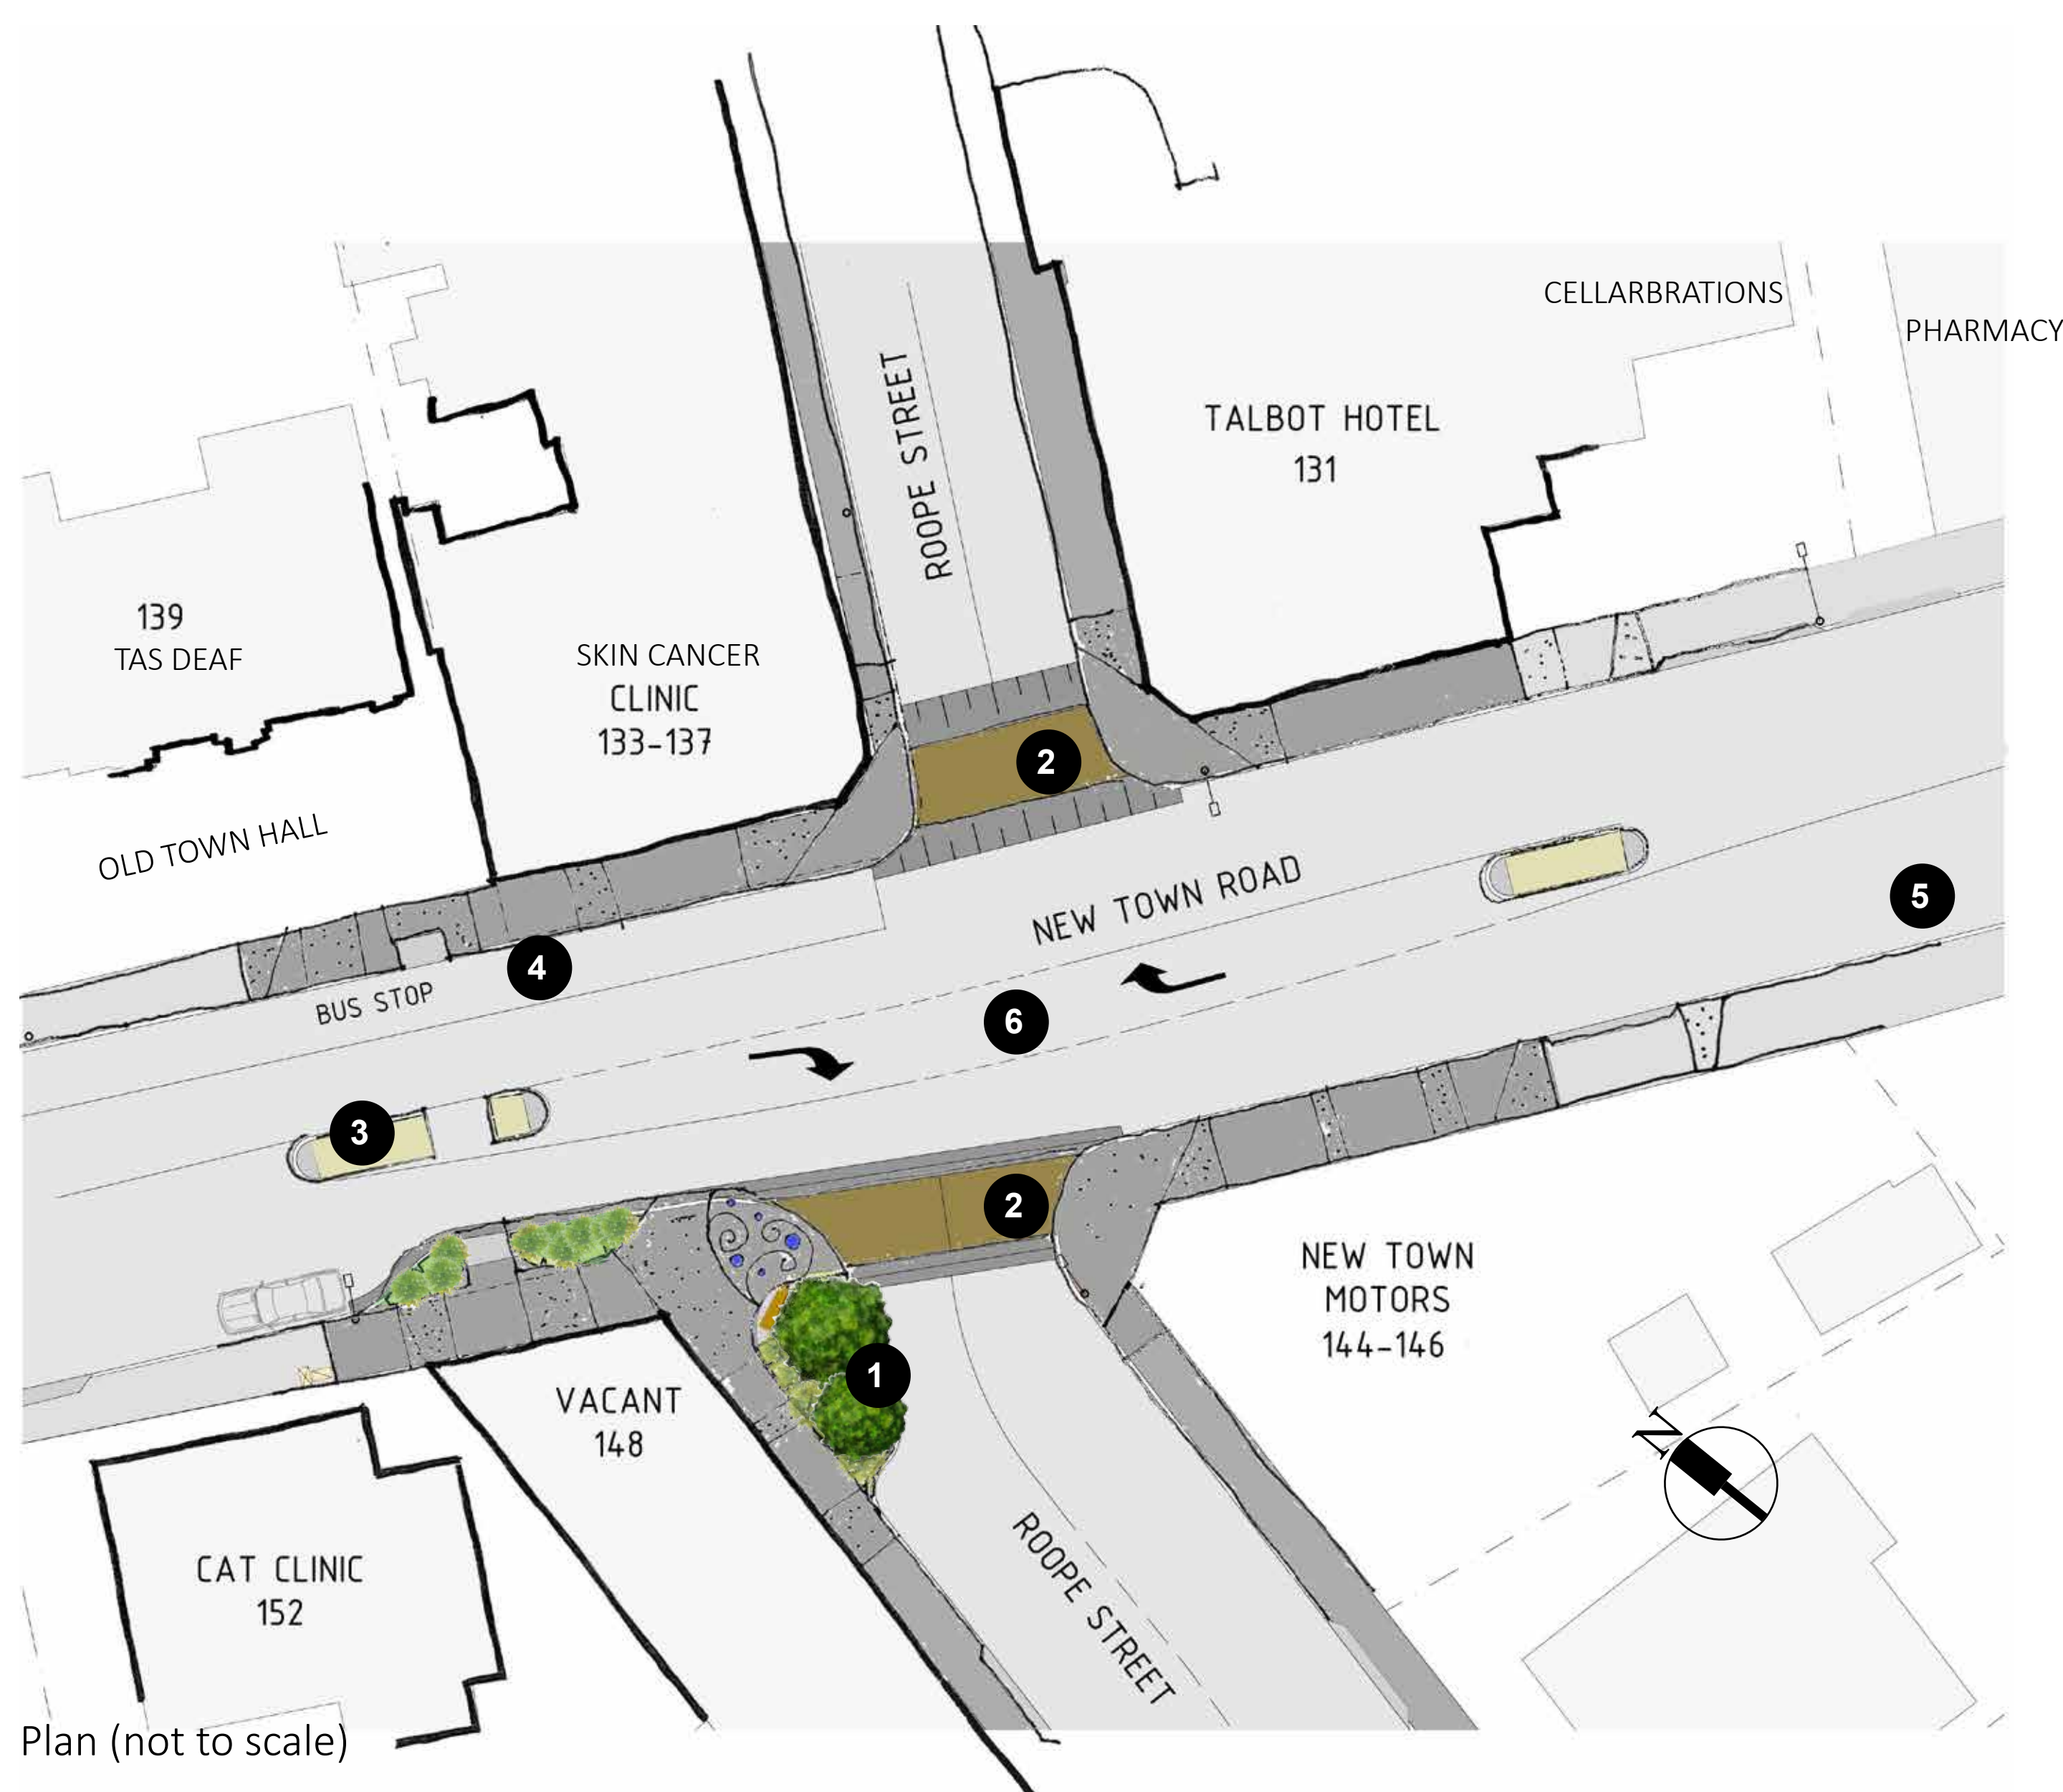 CELLARBRATIONS
PHARMACY
ROOPE STREET
TALBOT HOTEL
131
139
TAS DEAF
SKIN CANCER
CLINIC
133-137
2
OLD TOWN HALL
NEW TOWN ROAD
5
4
BUS STOP
6
3
2
NEW TOWN
MOTORS
144-146
1
VACANT
148
N
ROOPE STREET
CAT CLINIC
152
Plan (not to scale)